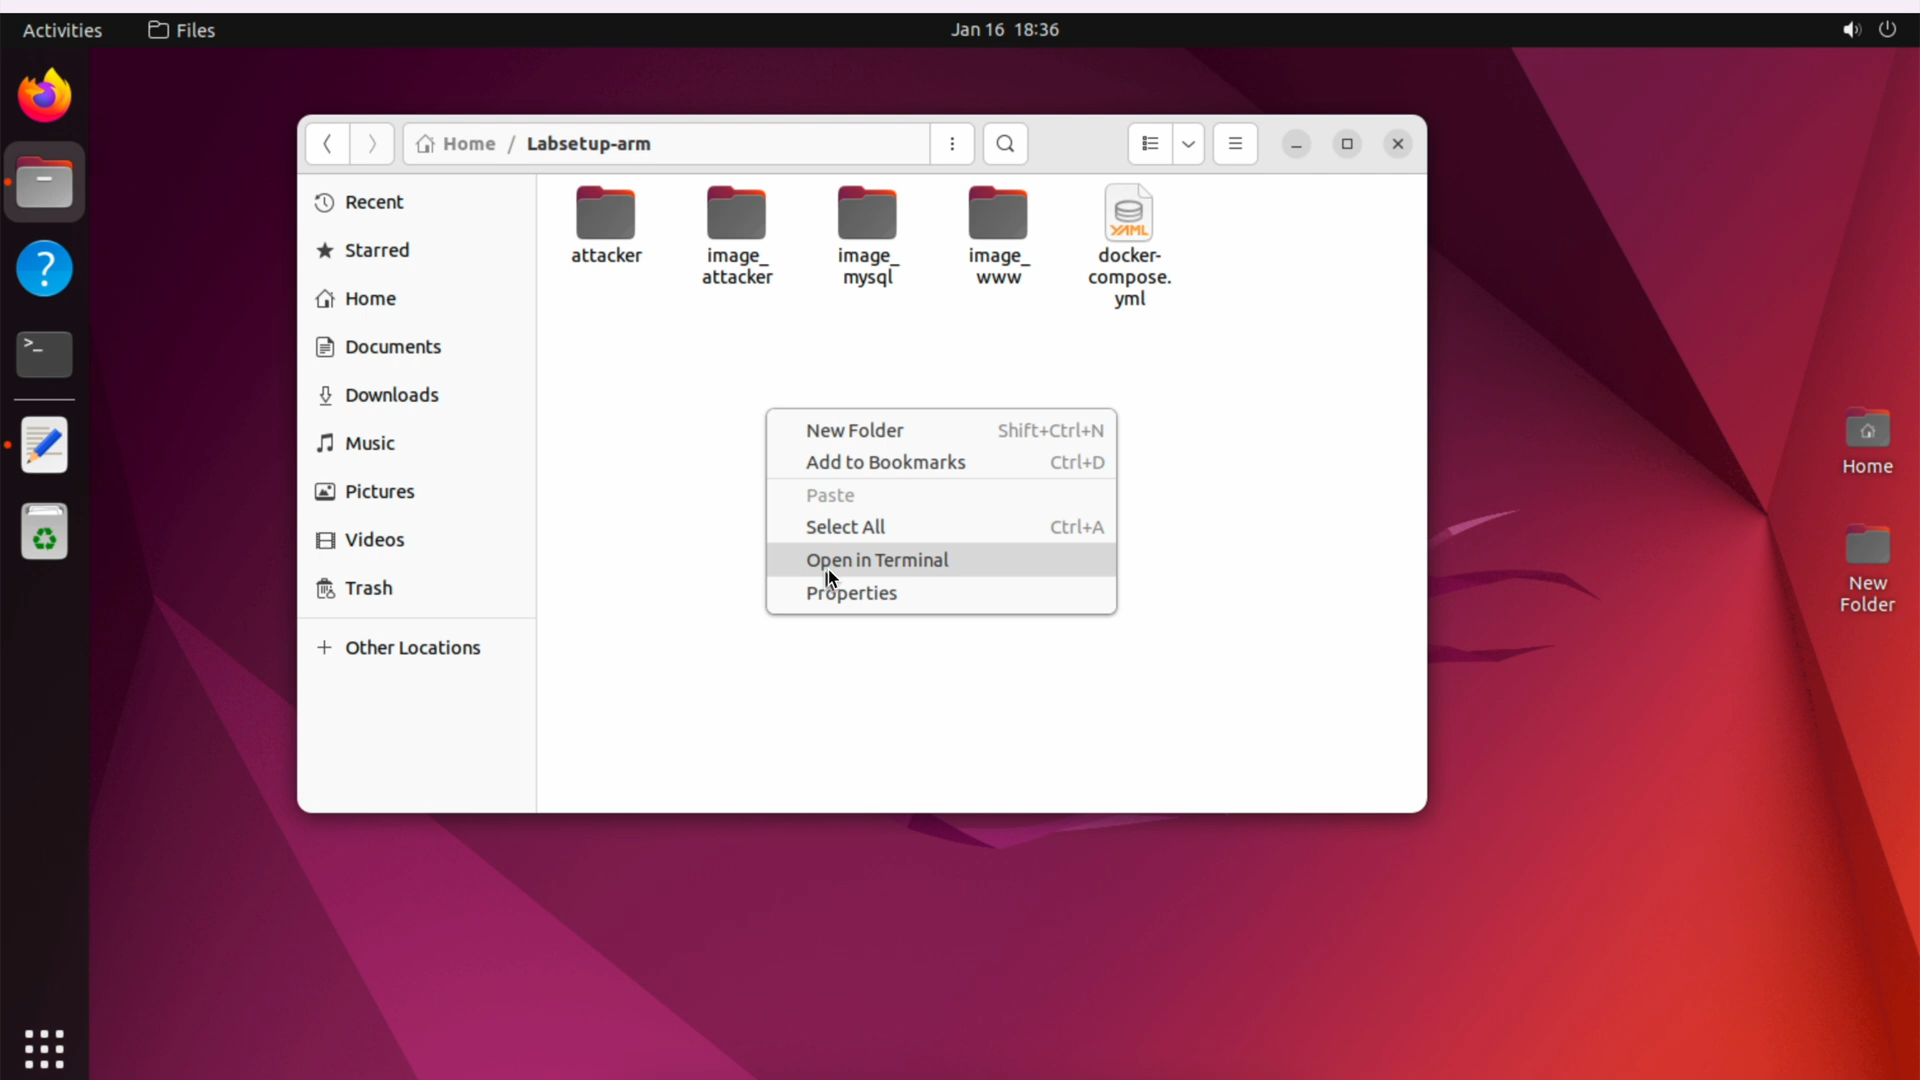 Activities Files Jan 16 18:36
Home / Labsetup-arm
Recent
Starred
Home
Documents
Downloads
Music
Pictures
Videos
Trash
+ Other Locations
attacker
image_
attacker
image_
mysql
image_
www
YAML
docker-
compose.
yml
New Folder Shift+Ctrl+N
Add to Bookmarks Ctrl+D
Paste
Select All Ctrl+A
Open in Terminal
Properties
Home
New
Folder